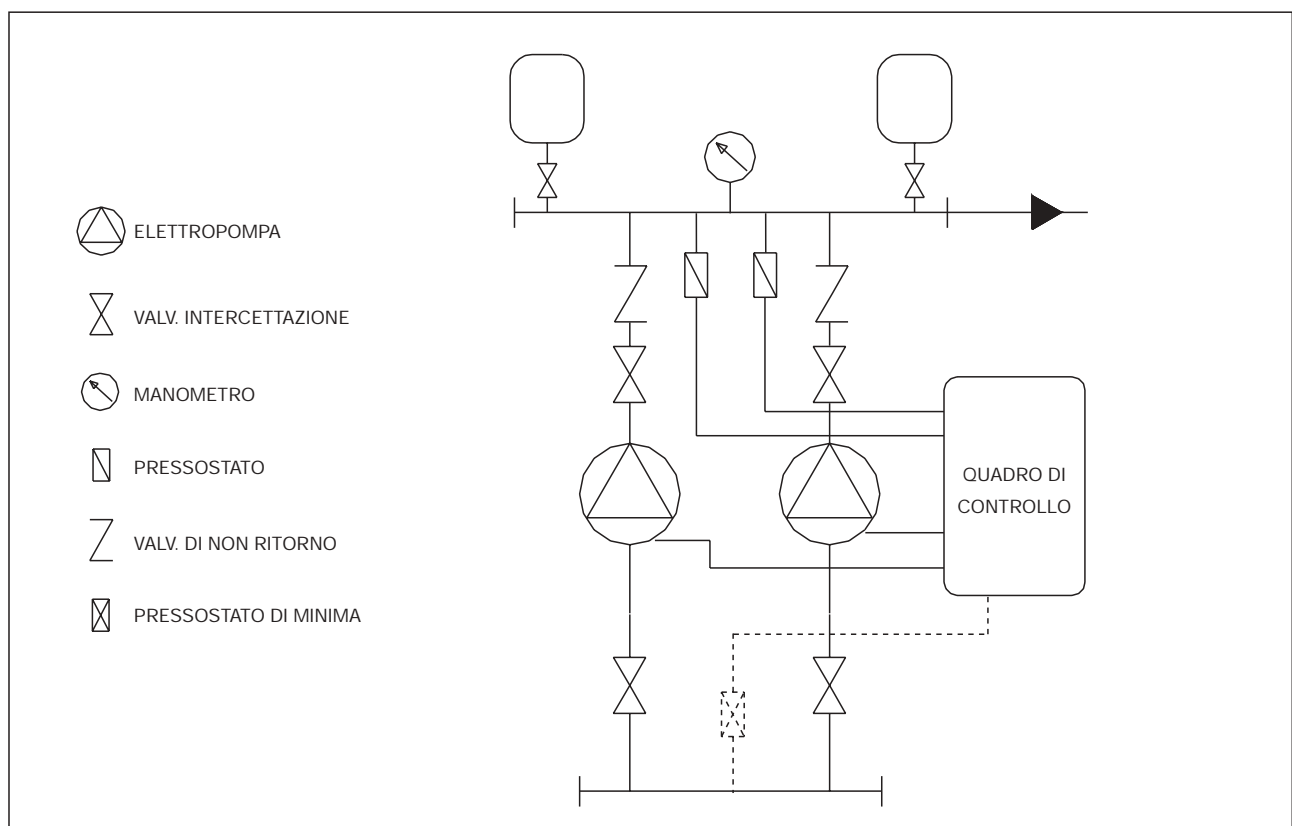 ELETTROPOMPA
VALV. INTERCETTAZIONE
MANOMETRO
PRESSOSTATO
VALV. DI NON RITORNO
PRESSOSTATO DI MINIMA
QUADRO DI
CONTROLLO